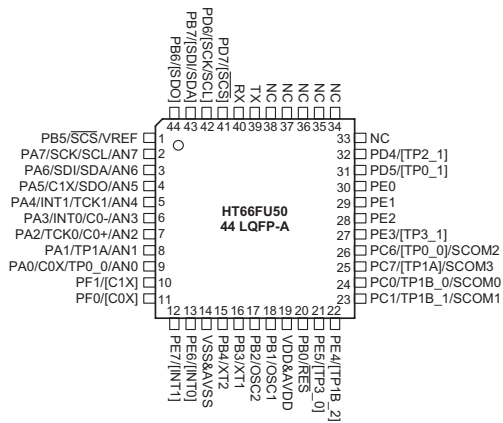 PB6/[SDO]
PB7/[SDI/SDA]
PD6/[SCK/SCL]
PD7/[SCS]
RX
TX
NC
NC
NC
NC
NC
44 43 42 41 40 39 38 37 36 35 34
PB5/SCS/VREF 1
PA7/SCK/SCL/AN7 2
PA6/SDI/SDA/AN6 3
PA5/C1X/SDO/AN5 4
PA4/INT1/TCK1/AN4 5
PA3/INT0/C0-/AN3 6
PA2/TCK0/C0+/AN2 7
PA1/TP1A/AN1 8
PA0/C0X/TP0_0/AN0 9
PF1/[C1X] 10
PF0/[C0X] 11
HT66FU50
44 LQFP-A
33 NC
32 PD4/[TP2_1]
31 PD5/[TP0_1]
30 PE0
29 PE1
28 PE2
27 PE3/[TP3_1]
26 PC6/[TP0_0]/SCOM2
25 PC7/[TP1A]/SCOM3
24 PC0/TP1B_0/SCOM0
23 PC1/TP1B_1/SCOM1
12 13 14 15 16 17 18 19 20 21 22
PE7/[INT1]
PE6/[INT0]
VSS&AVSS
PB4/XT2
PB3/XT1
PB2/OSC2
PB1/OSC1
VDD&AVDD
PB0/RES
PE5/[TP3_0]
PE4/[TP1B_2]